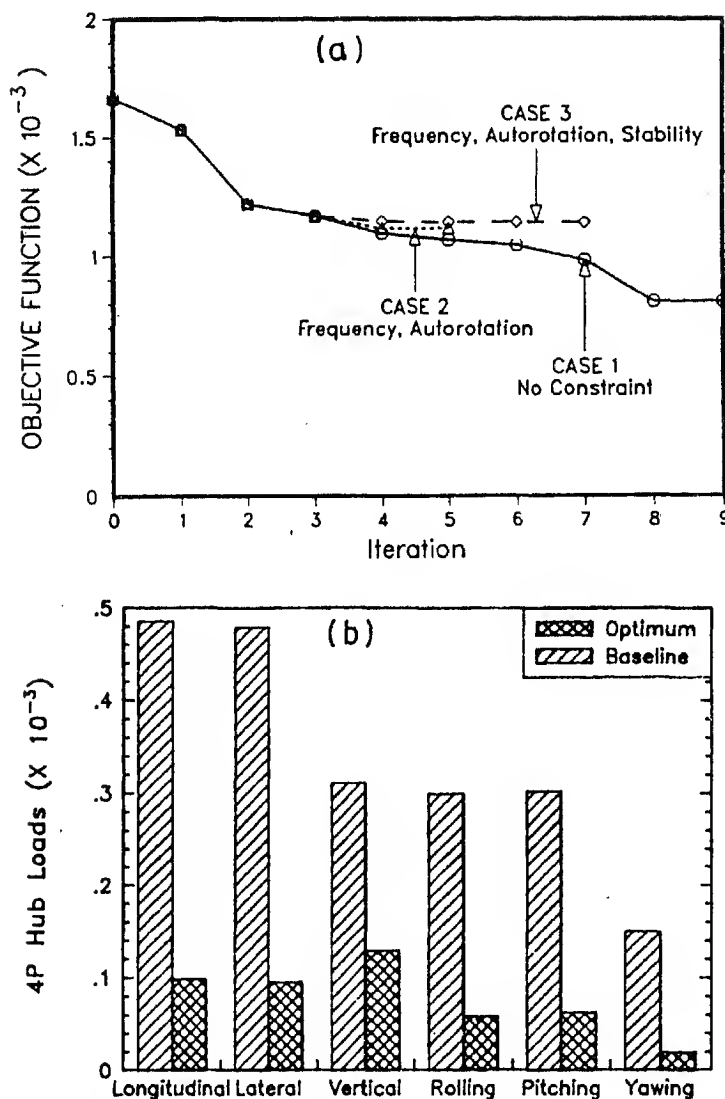 (a)
OBJECTIVE FUNCTION (X 10⁻³)
2
1.5
1
0.5
0
CASE 3
Frequency, Autorotation, Stability
CASE 2
Frequency, Autorotation
CASE 1
No Constraint
0 1 2 3 4 5 6 7 8 9
Iteration
(b)
Optimum
Baseline
4P Hub Loads (X 10⁻³)
.5
.4
.3
.2
.1
0
Longitudinal Lateral Vertical Rolling Pitching Yawing